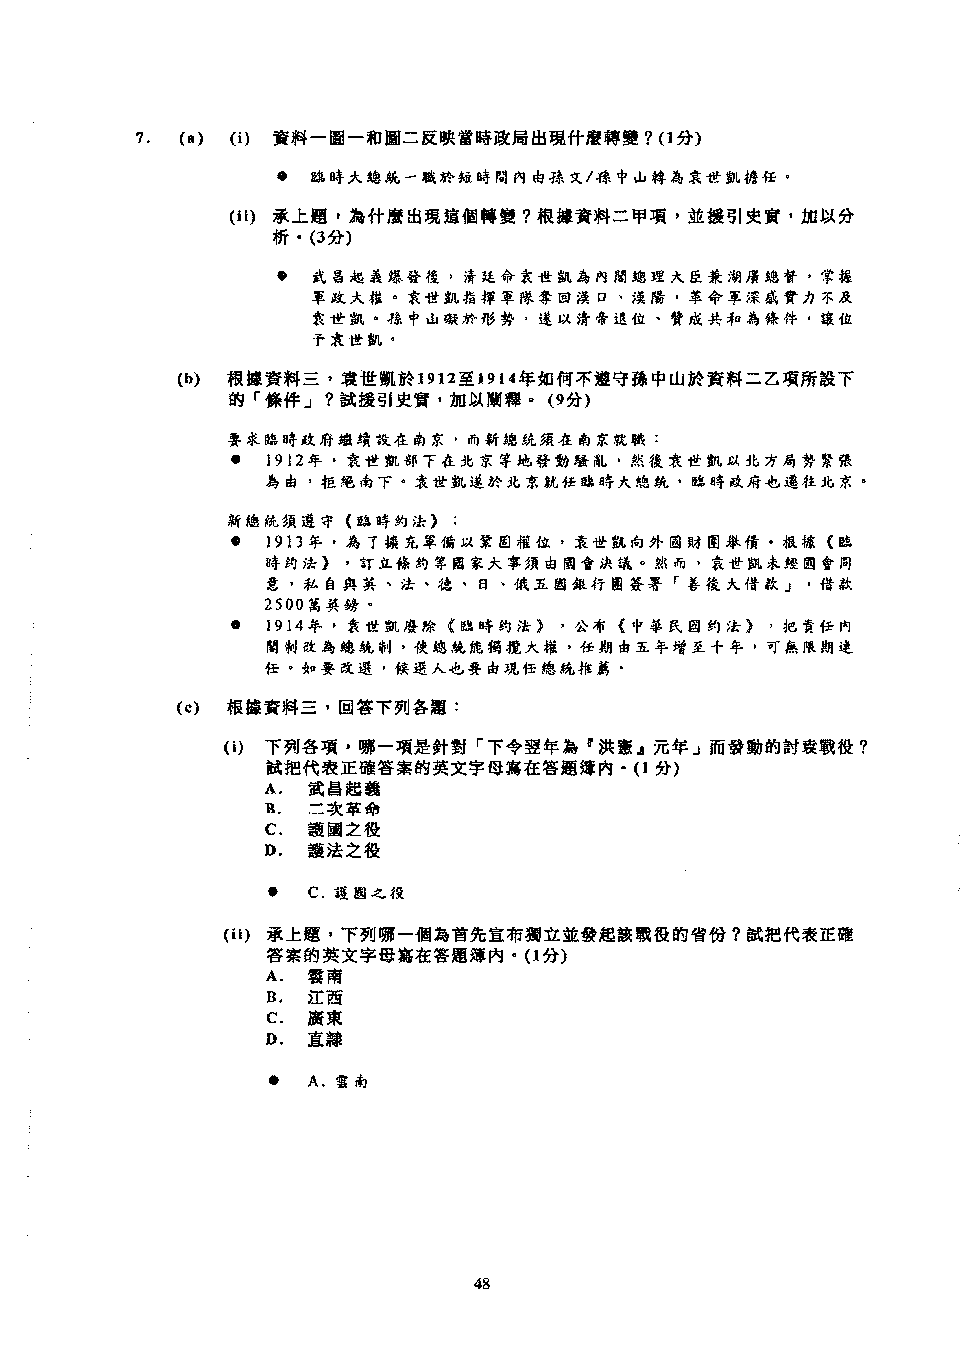 7. (a) (i) 資料一圖一和圖二反映當時政局出現什麼轉變？(1分)
● 臨時大總統一職於短時間內由孫文/孫中山轉為袁世凱擔任。
(ii) 承上題，為什麼出現這個轉變？根據資料二甲項，並援引史實，加以分
析。(3分)
● 武昌起義爆發後，清廷命袁世凱為內閣總理大臣兼湖廣總督，掌握
軍政大權。袁世凱指揮軍隊奪回漢口、漢陽，革命軍深感實力不及
袁世凱。孫中山礙於形勢，遂以清帝退位、贊成共和為條件，讓位
予袁世凱。
(b) 根據資料三，袁世凱於1912至1914年如何不遵守孫中山於資料二乙項所設下
的「條件」？試援引史實，加以闡釋。(9分)
要求臨時政府繼續設在南京，而新總統須在南京就職：
● 1912年，袁世凱部下在北京等地發動騷亂，然後袁世凱以北方局勢緊張
為由，拒絕南下。袁世凱遂於北京就任臨時大總統，臨時政府也遷往北京。
新總統須遵守《臨時約法》：
● 1913年，為了擴充軍備以鞏固權位，袁世凱向外國財團舉債。根據《臨
時約法》，訂立條約等國家大事須由國會決議。然而，袁世凱未經國會同
意，私自與英、法、德、日、俄五國銀行團簽署「善後大借款」，借款
2500萬英鎊。
● 1914年，袁世凱廢除《臨時約法》，公布《中華民國約法》，把責任內
閣制改為總統制，使總統能獨攬大權，任期由五年增至十年，可無限期連
任。如要改選，候選人也要由現任總統推薦。
(c) 根據資料三，回答下列各題：
(i) 下列各項，哪一項是針對「下令翌年為『洪憲』元年」而發動的討袁戰役？
試把代表正確答案的英文字母寫在答題簿內。(1分)
A. 武昌起義
B. 二次革命
C. 護國之役
D. 護法之役
● C. 護國之役
(ii) 承上題，下列哪一個為首先宣布獨立並發起該戰役的省份？試把代表正確
答案的英文字母寫在答題簿內。(1分)
A. 雲南
B. 江西
C. 廣東
D. 直隸
● A. 雲南
48